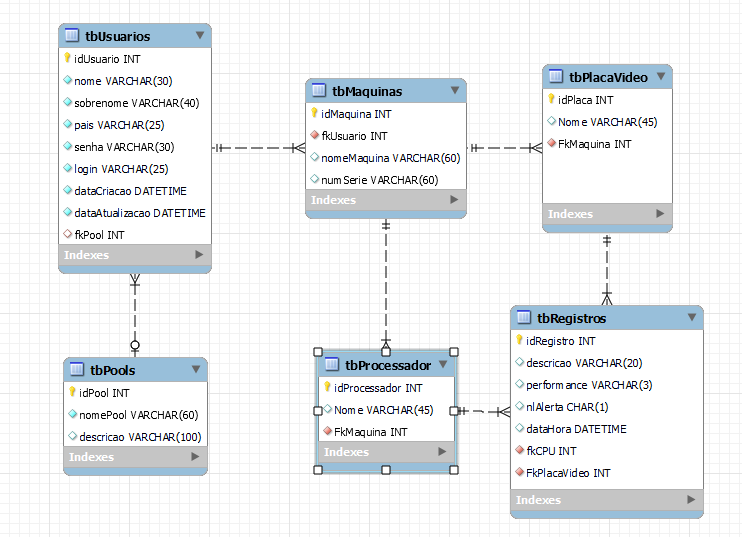 tbUsuarios
idUsuario INT
nome VARCHAR(30)
sobrenome VARCHAR(40)
pais VARCHAR(25)
senha VARCHAR(30)
login VARCHAR(25)
dataCriacao DATETIME
dataAtualizacao DATETIME
fkPool INT
Indexes
tbMaquinas
idMaquina INT
fkUsuario INT
nomeMaquina VARCHAR(60)
numSerie VARCHAR(60)
Indexes
tbPlacaVideo
idPlaca INT
Nome VARCHAR(45)
FkMaquina INT
Indexes
tbPools
idPool INT
nomePool VARCHAR(60)
descricao VARCHAR(100)
Indexes
tbProcessador
idProcessador INT
Nome VARCHAR(45)
FkMaquina INT
Indexes
tbRegistros
idRegistro INT
descricao VARCHAR(20)
performance VARCHAR(3)
nlAlerta CHAR(1)
dataHora DATETIME
fkCPU INT
FkPlacaVideo INT
Indexes